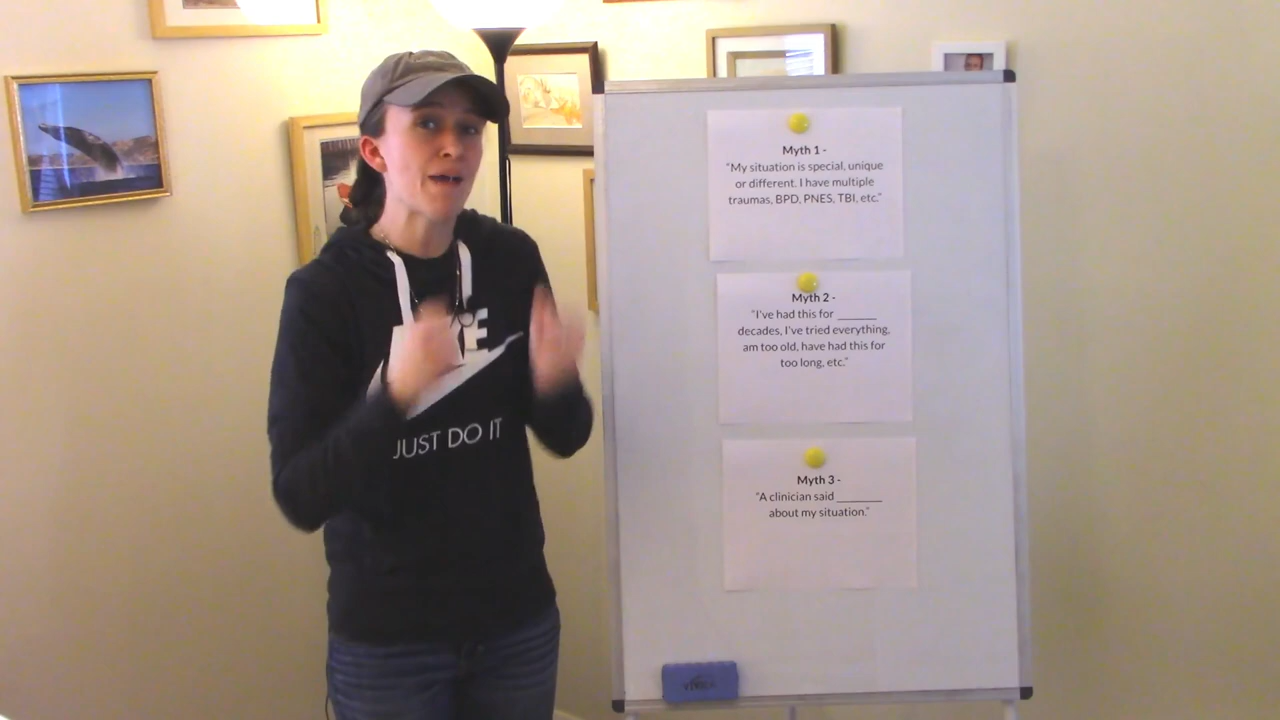 Myth 1 -
"My situation is special, unique
or different. I have multiple
traumas, BPD, PNES, TBI, etc."
Myth 2 -
"I've had this for ________
decades, I've tried everything,
am too old, have had this for
too long, etc."
Myth 3 -
"A clinician said _________
about my situation."
JUST DO IT